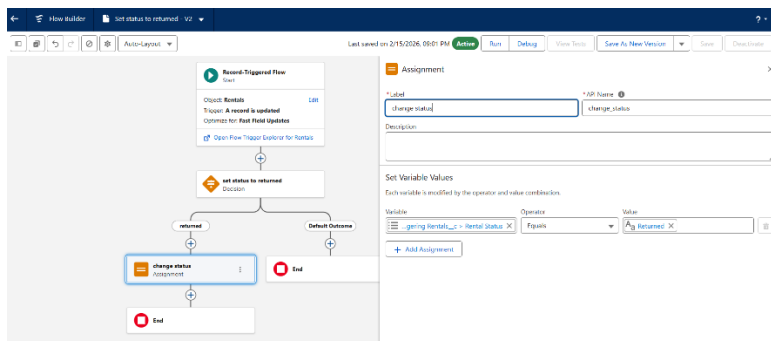 Flow Builder
Set status to returned - V2
?
Auto-Layout
Last saved on 2/15/2026, 09:01 PM
Active
Run
Debug
View Tests
Save As New Version
Save
Deactivate
Record-Triggered Flow
Start
Object: Rentals
Edit
Trigger: A record is updated
Optimize for: Fast Field Updates
Open Flow Trigger Explorer for Rentals
set status to returned
Decision
returned
Default Outcome
change status
Assignment
End
End
Assignment
*Label
change status
*API Name
change_status
Description
Set Variable Values
Each variable is modified by the operator and value combination.
Variable
Operator
Value
...gering Rentals__c > Rental Status
Equals
Returned
+ Add Assignment